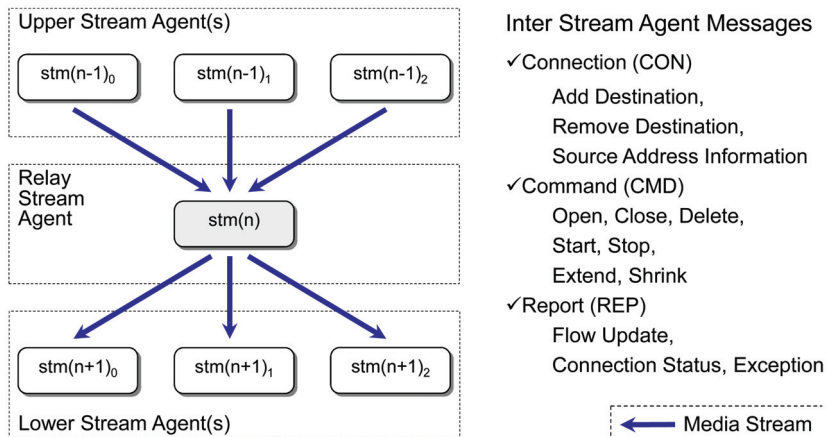 Upper Stream Agent(s)
stm(n-1)₀
stm(n-1)₁
stm(n-1)₂
Relay
Stream
Agent
stm(n)
stm(n+1)₀
stm(n+1)₁
stm(n+1)₂
Lower Stream Agent(s)
Inter Stream Agent Messages
✓Connection (CON)
Add Destination,
Remove Destination,
Source Address Information
✓Command (CMD)
Open, Close, Delete,
Start, Stop,
Extend, Shrink
✓Report (REP)
Flow Update,
Connection Status, Exception
Media Stream